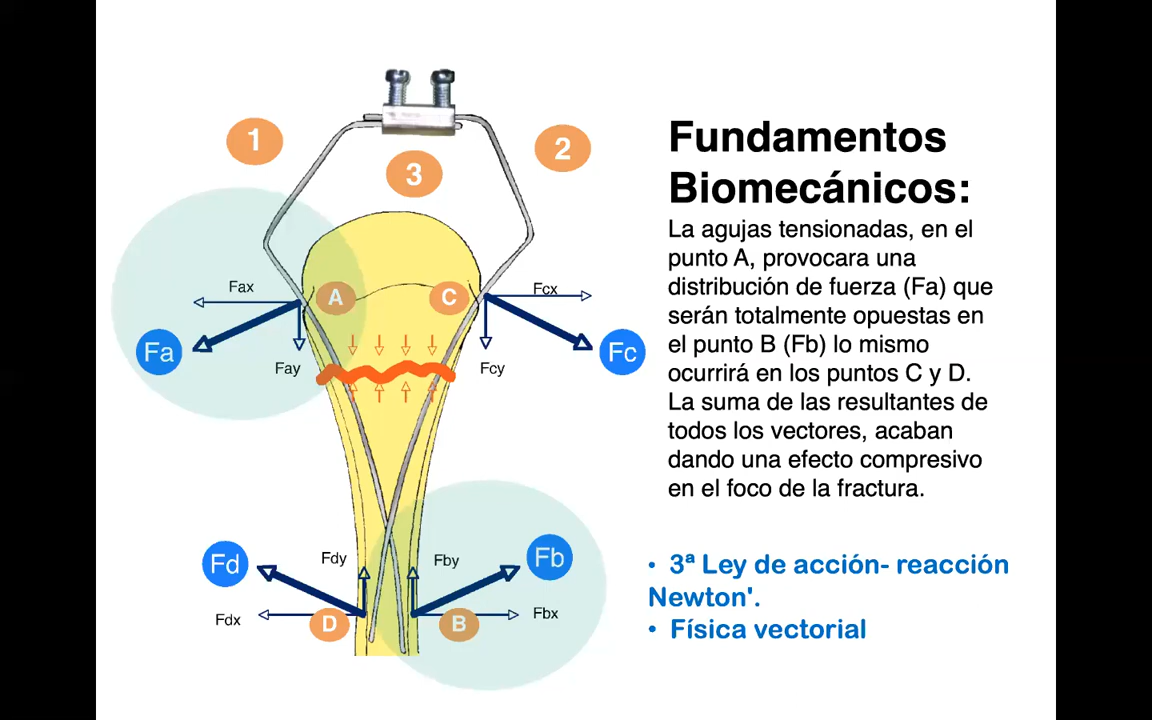 Fundamentos
Biomecánicos:
La agujas tensionadas, en el
punto A, provocara una
distribución de fuerza (Fa) que
serán totalmente opuestas en
el punto B (Fb) lo mismo
ocurrirá en los puntos C y D.
La suma de las resultantes de
todos los vectores, acaban
dando una efecto compresivo
en el foco de la fractura.
• 3ª Ley de acción- reacción
Newton'.
• Física vectorial
1
2
3
Fax
A
C
Fcx
Fa
Fc
Fay
Fcy
Fd
Fdy
Fby
Fb
Fdx
D
B
Fbx